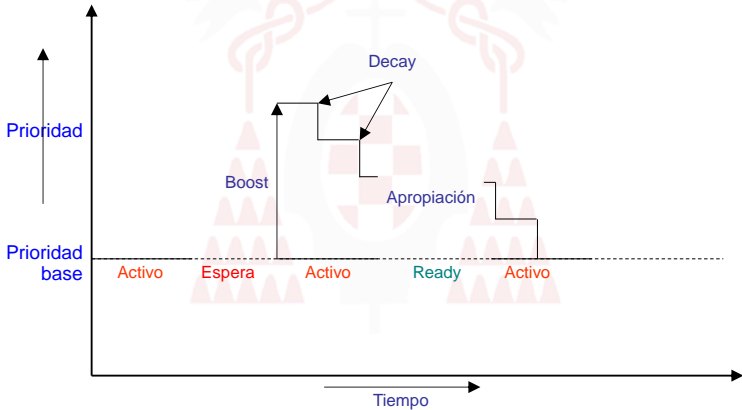 Decay
Prioridad
Boost
Apropiación
Prioridad
base
Activo
Espera
Activo
Ready
Activo
Tiempo